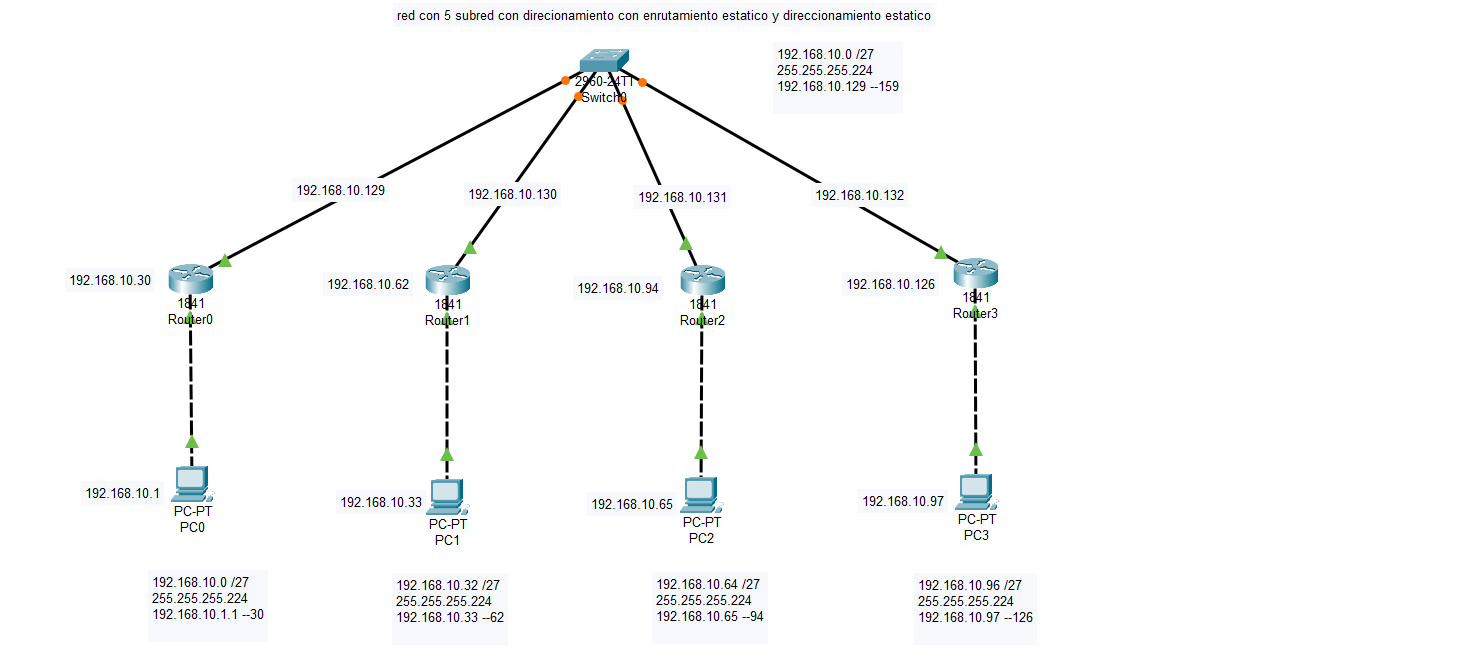 red con 5 subred con direcionamiento con enrutamiento estatico y direccionamiento estatico
192.168.10.0 /27
255.255.255.224
192.168.10.129 --159
2960-24TT
Switch0
192.168.10.129
192.168.10.130
192.168.10.131
192.168.10.132
192.168.10.30
1841
Router0
192.168.10.62
1841
Router1
192.168.10.94
1841
Router2
192.168.10.126
1841
Router3
192.168.10.1
PC-PT
PC0
192.168.10.33
PC-PT
PC1
192.168.10.65
PC-PT
PC2
192.168.10.97
PC-PT
PC3
192.168.10.0 /27
255.255.255.224
192.168.10.1.1 --30
192.168.10.32 /27
255.255.255.224
192.168.10.33 --62
192.168.10.64 /27
255.255.255.224
192.168.10.65 --94
192.168.10.96 /27
255.255.255.224
192.168.10.97 --126